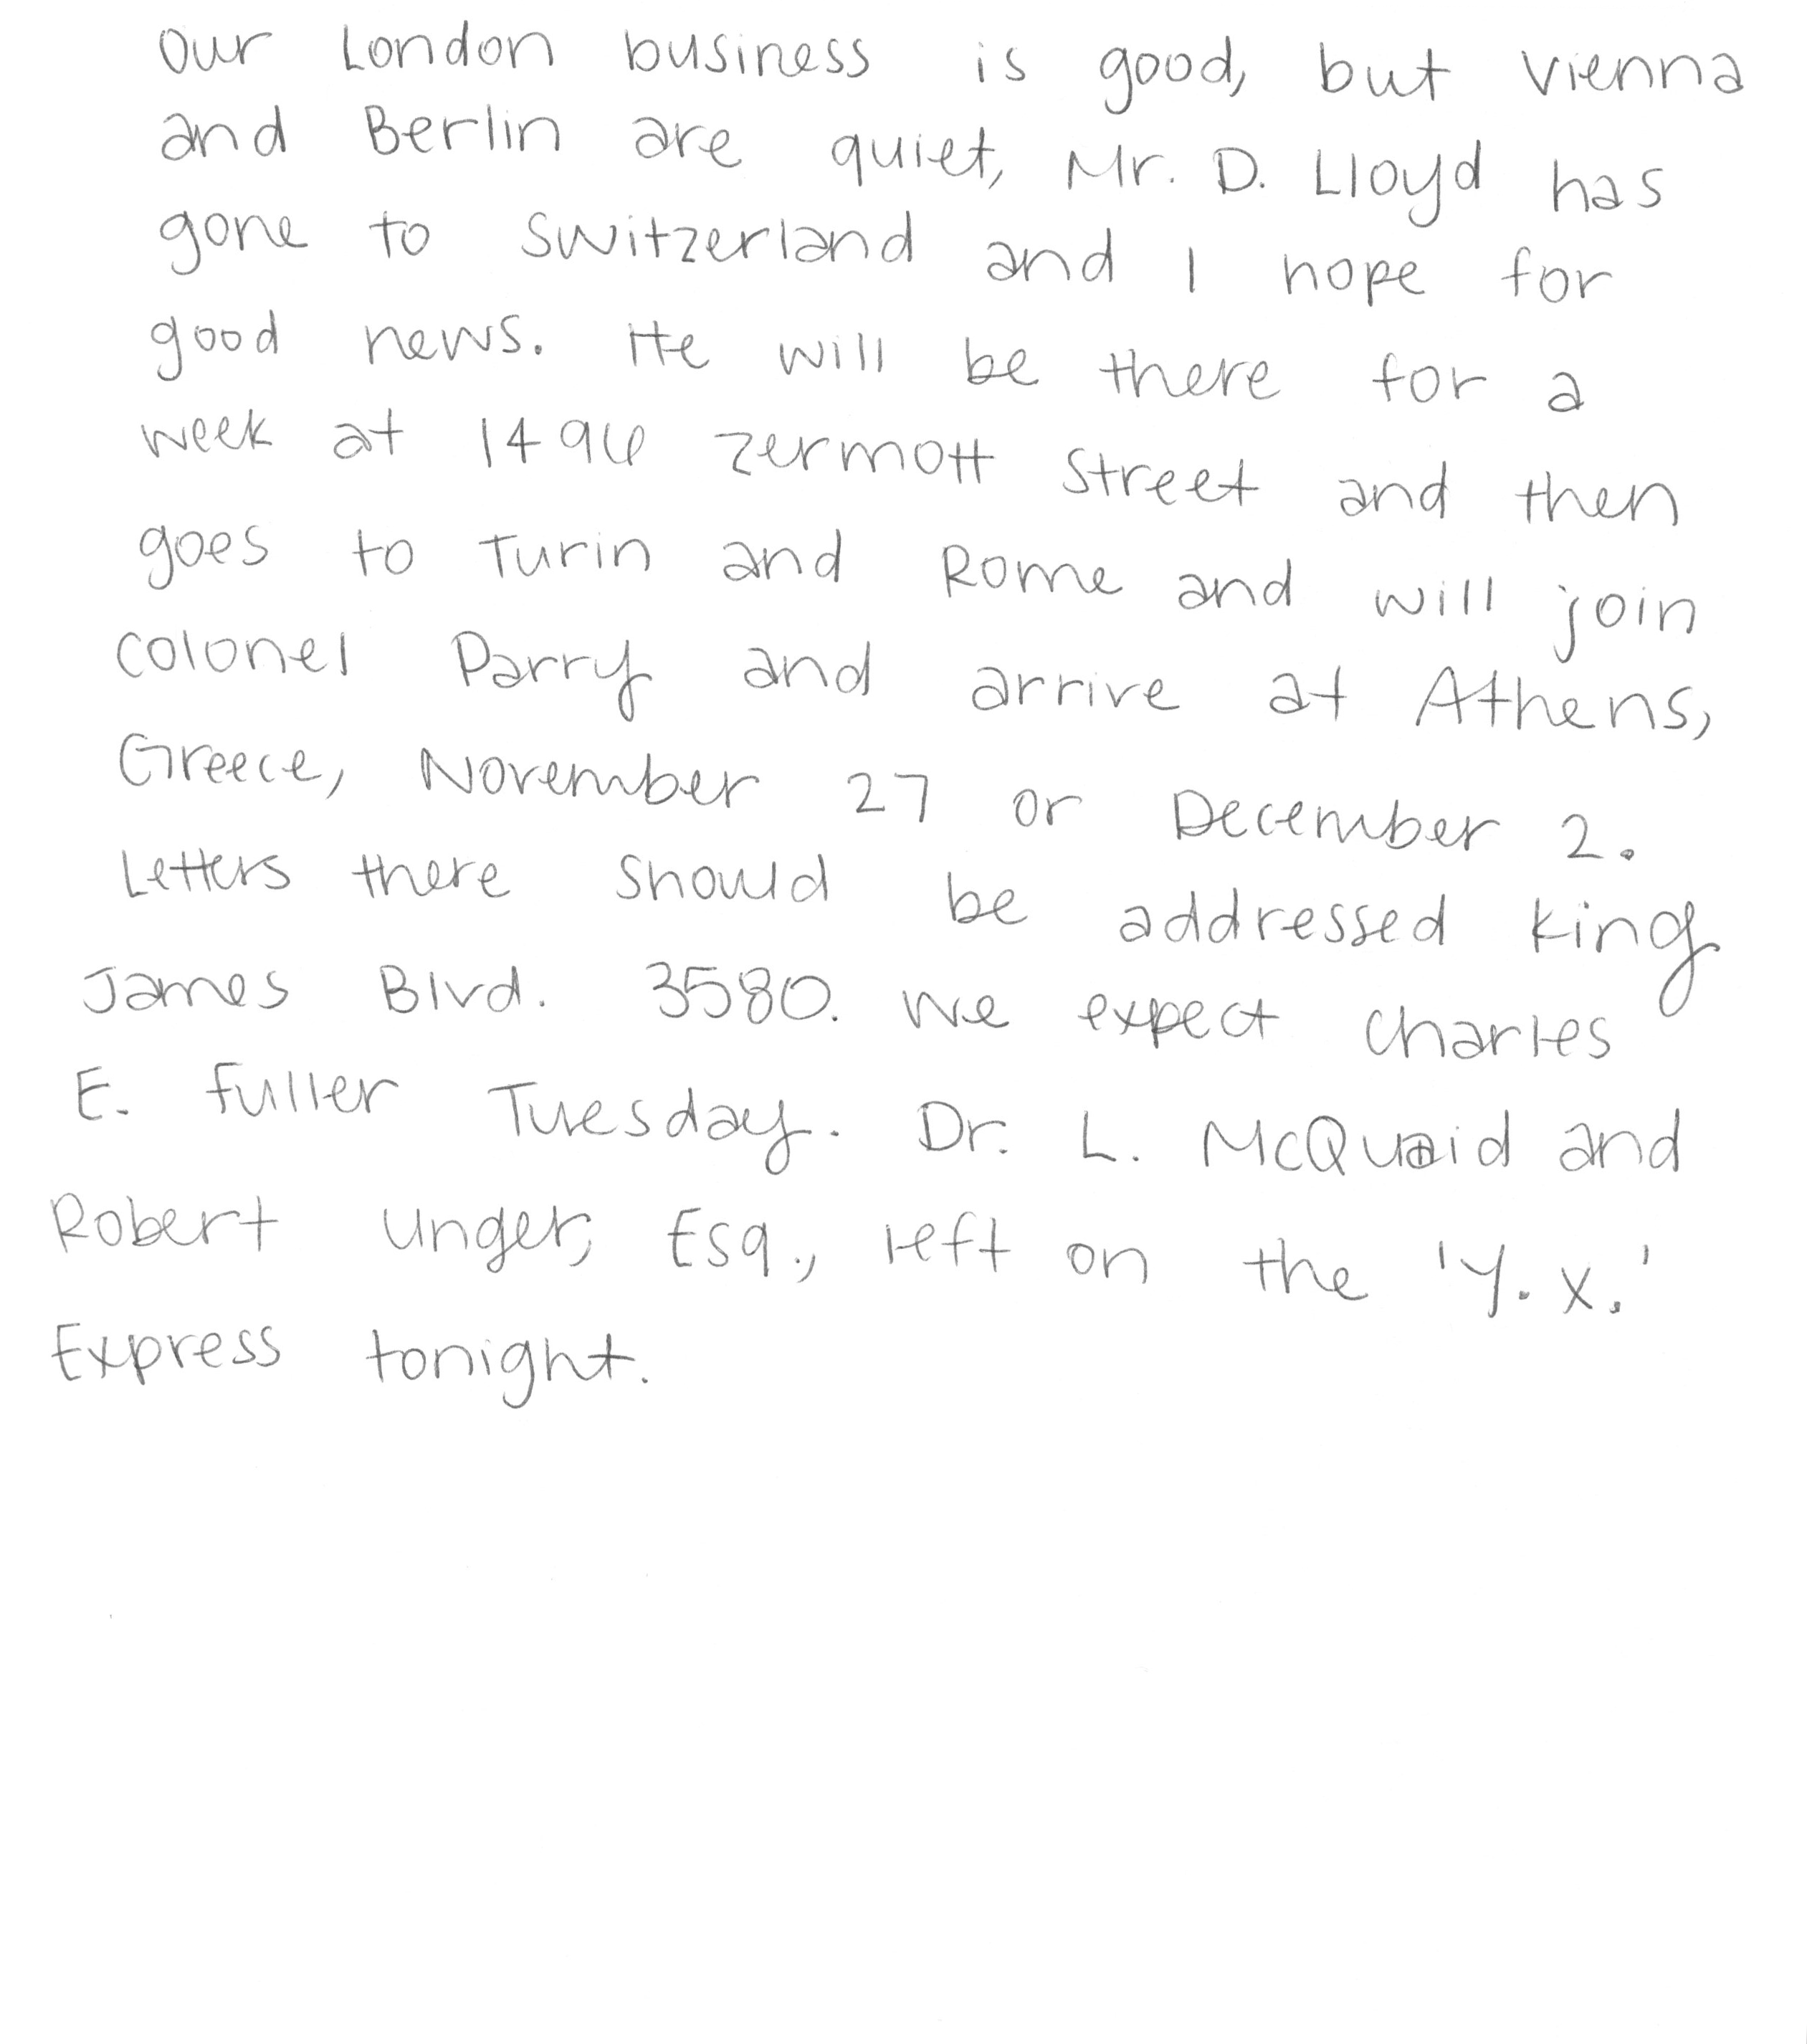 Our London business is good, but Vienna
and Berlin are quiet, Mr. D. Lloyd has
gone to Switzerland and I hope for
good news. He will be there for a
week at 1496 Zermott Street and then
goes to Turin and Rome and will join
Colonel Parry and arrive at Athens,
Greece, November 27 or December 2.
Letters there should be addressed King
James Blvd. 3580. We expect Charles
E. Fuller Tuesday. Dr. L. McQuaid and
Robert Unger, Esq., left on the 'Y.X.'
Express tonight.